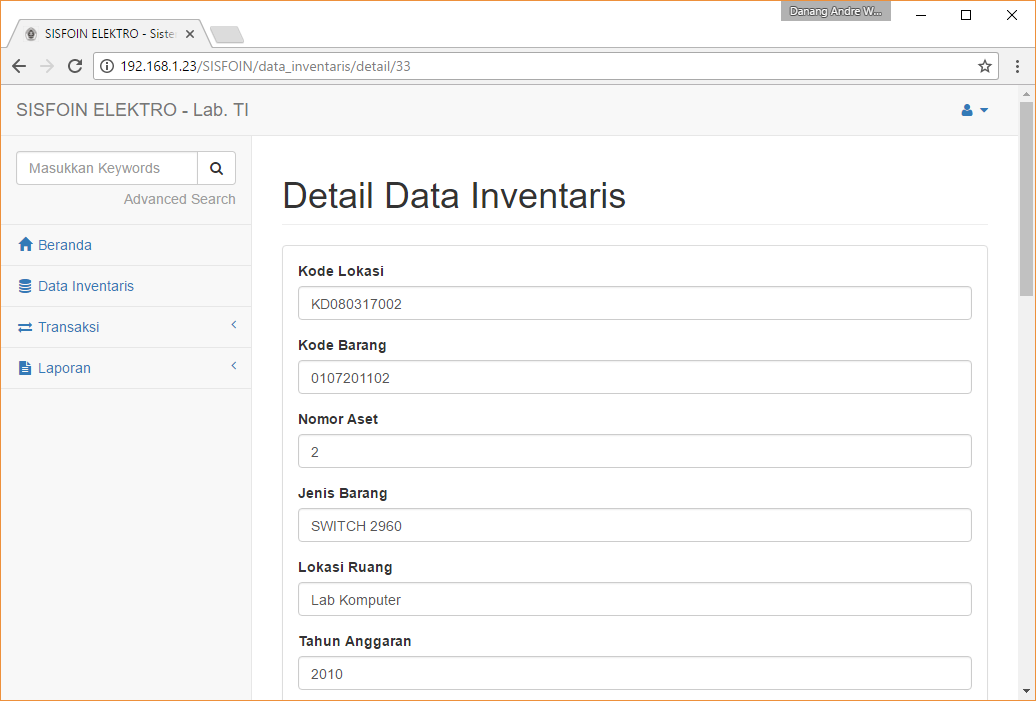 Danang Andre W...
SISFOIN ELEKTRO - Siste
192.168.1.23/SISFOIN/data_inventaris/detail/33
SISFOIN ELEKTRO - Lab. TI
Masukkan Keywords
Advanced Search
Beranda
Data Inventaris
Transaksi
Laporan
Detail Data Inventaris
Kode Lokasi
KD080317002
Kode Barang
0107201102
Nomor Aset
2
Jenis Barang
SWITCH 2960
Lokasi Ruang
Lab Komputer
Tahun Anggaran
2010